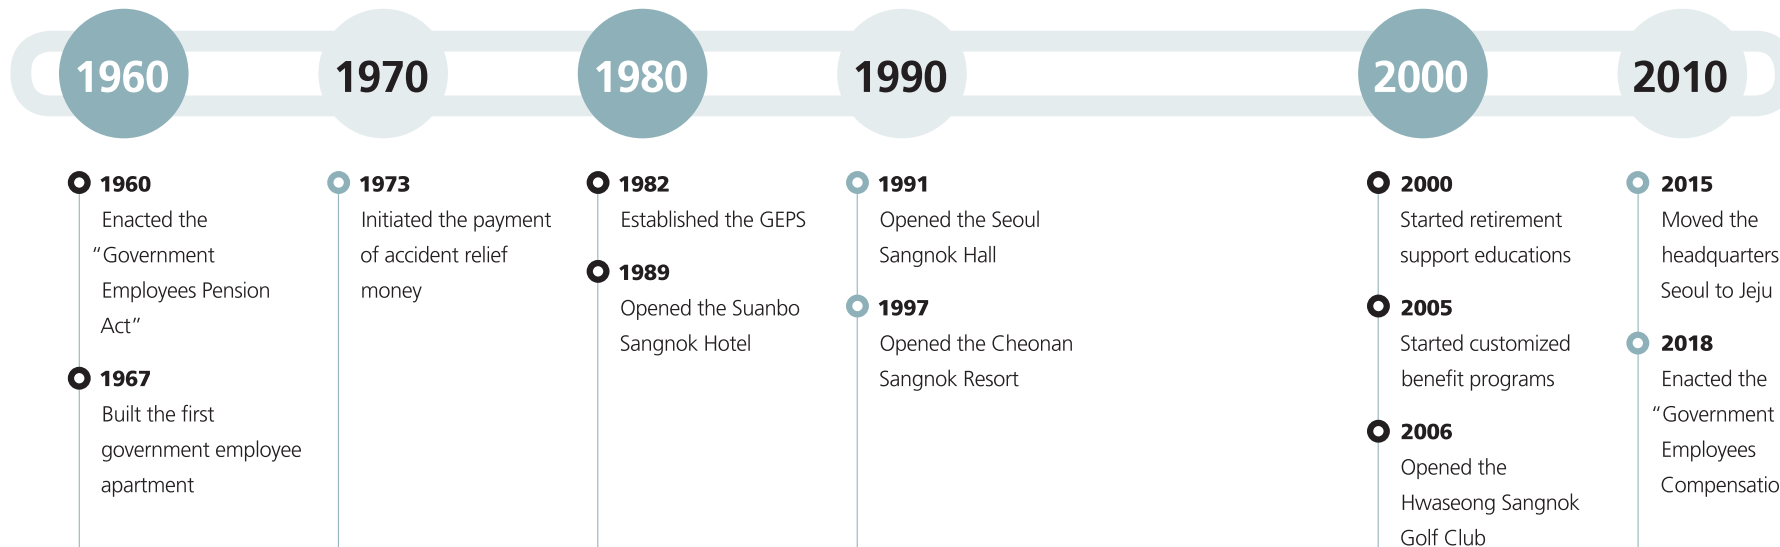 1960
1970
1980
1990
2000
2010
1960
Enacted the
“Government
Employees Pension
Act”
1967
Built the first
government employee
apartment
1973
Initiated the payment
of accident relief
money
1982
Established the GEPS
1989
Opened the Suanbo
Sangnok Hotel
1991
Opened the Seoul
Sangnok Hall
1997
Opened the Cheonan
Sangnok Resort
2000
Started retirement
support educations
2005
Started customized
benefit programs
2006
Opened the
Hwaseong Sangnok
Golf Club
2015
Moved the
headquarters
Seoul to Jeju
2018
Enacted the
“Government
Employees